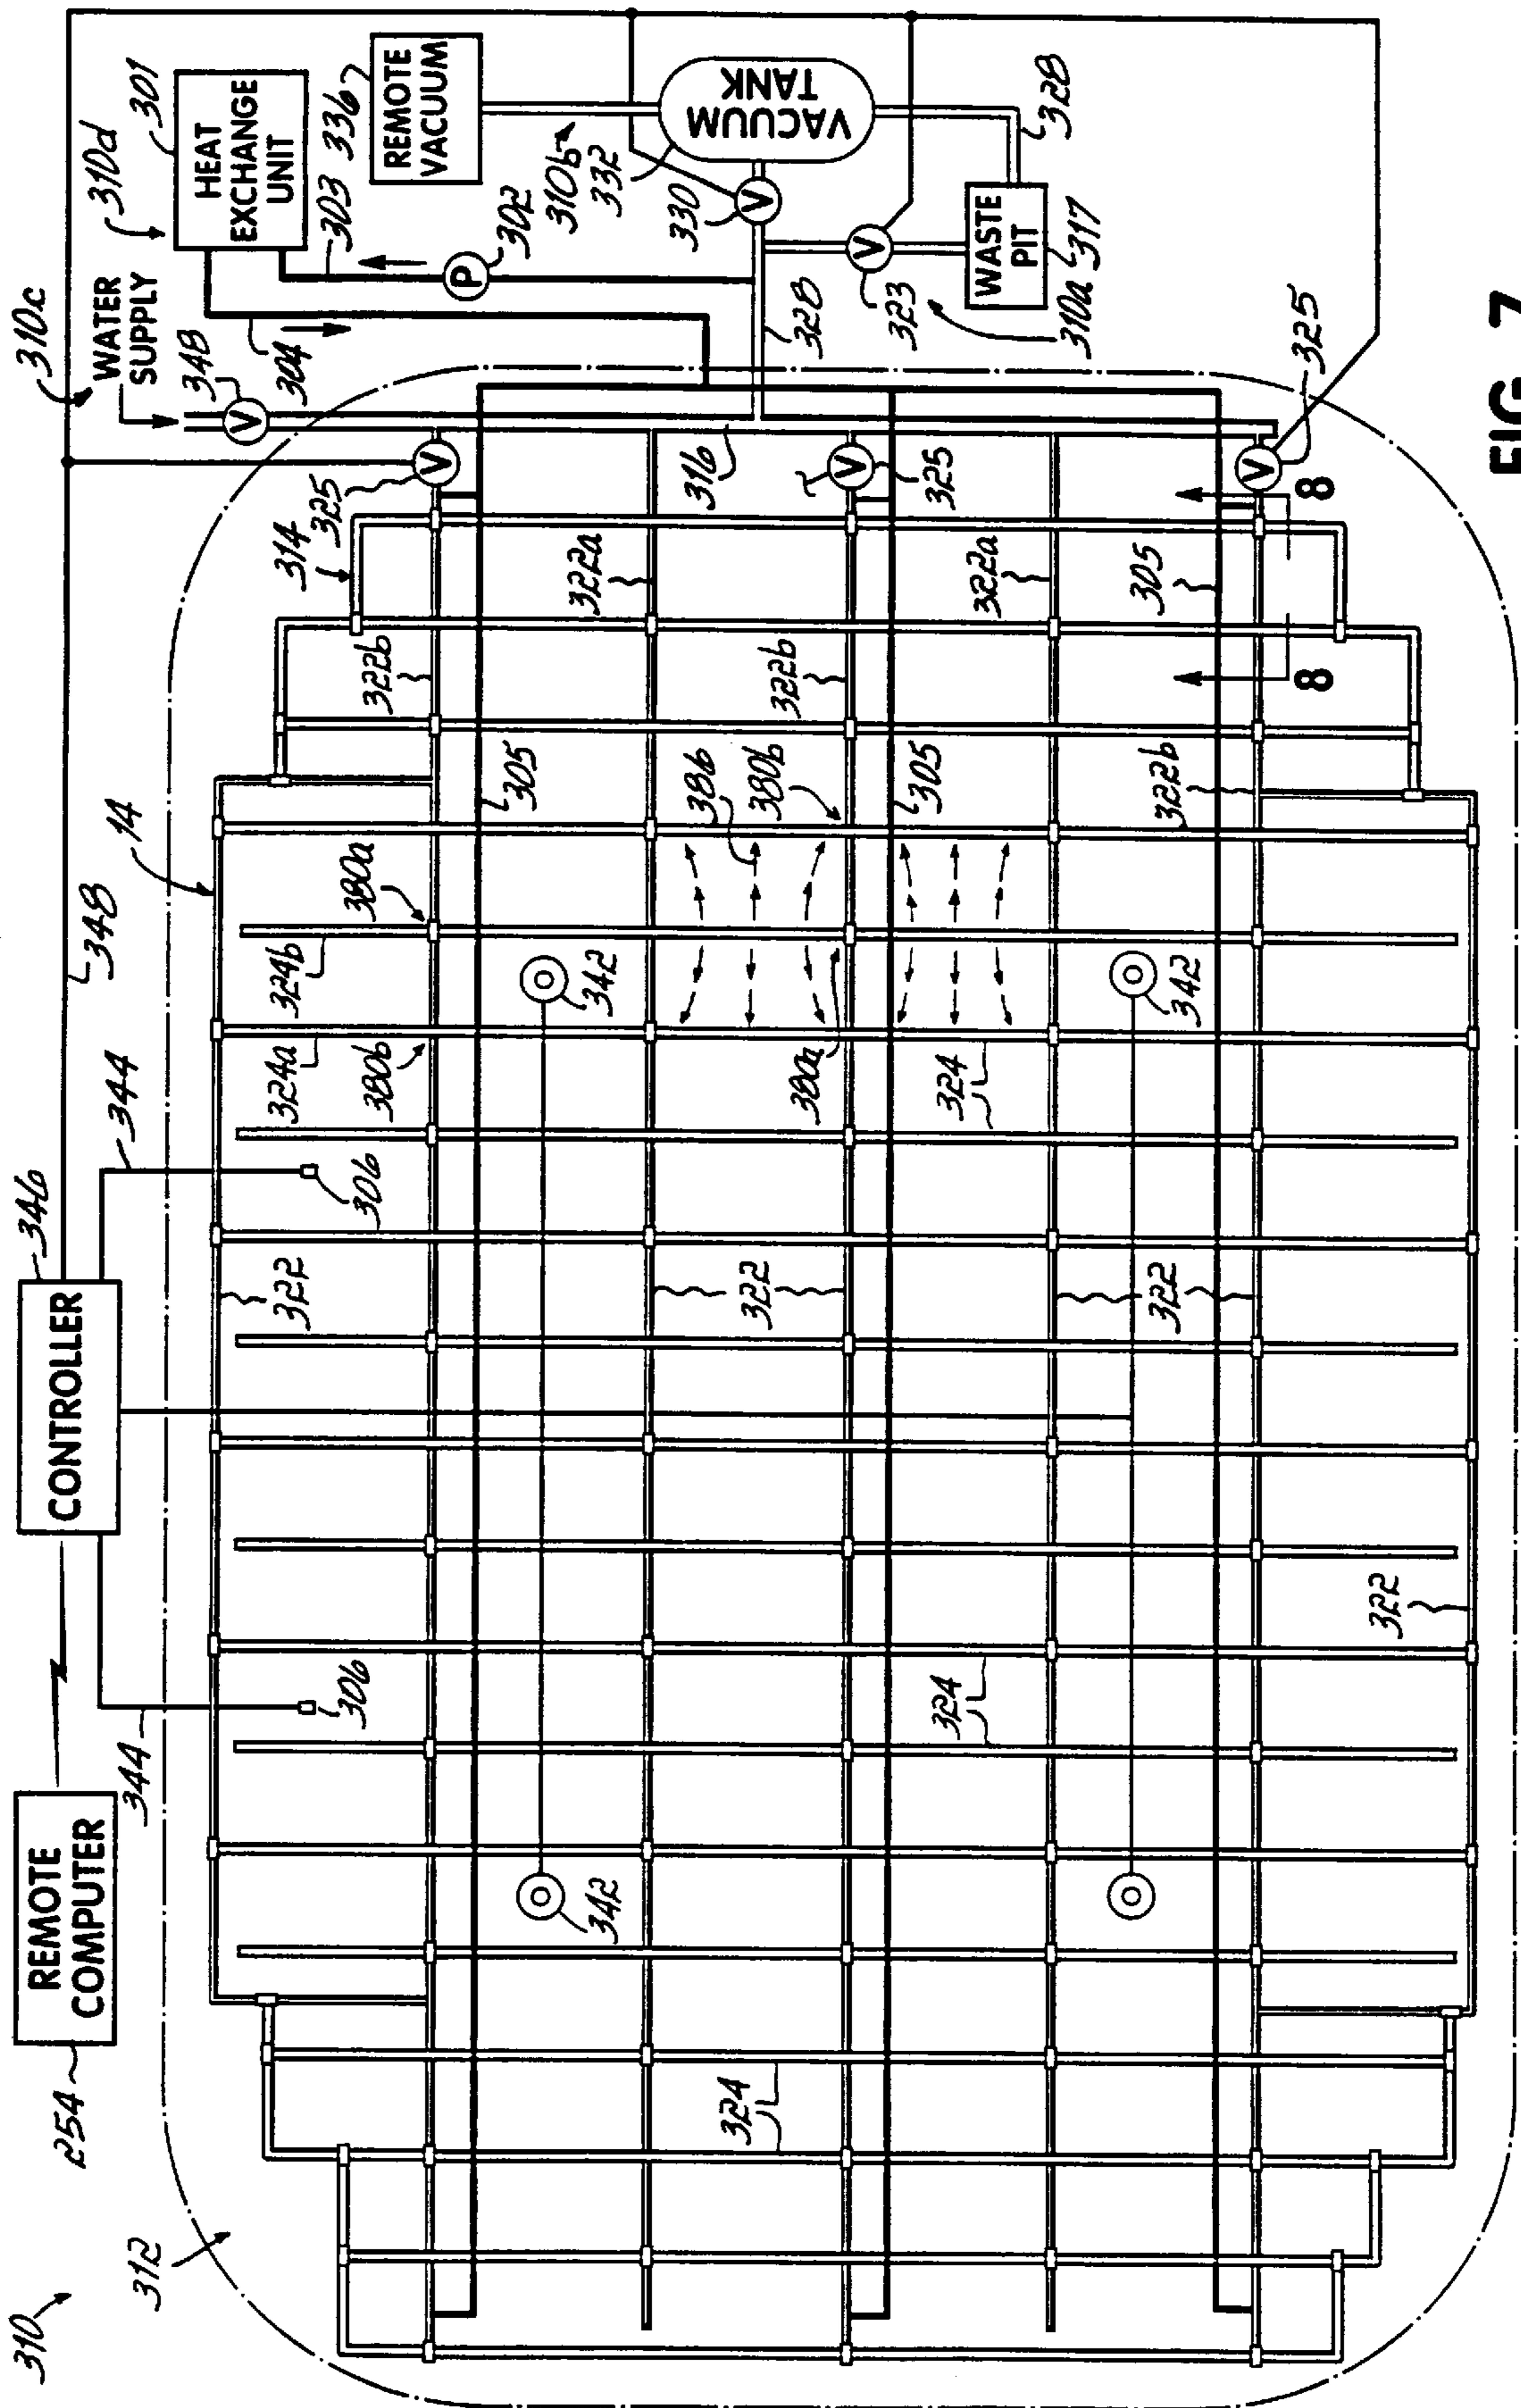 310
312
254
REMOTE
COMPUTER
344
CONTROLLER
346
344
348
14
310c
WATER
SUPPLY
348
304
310d
301
HEAT
EXCHANGE
UNIT
303
302
336
REMOTE
VACUUM
310b
332
VACUUM
TANK
330
V
V
P
328
328
V
323
WASTE
PIT
317
310a
316
325
V
325
V
325
V
314
322b
322a
322b
322a
322b
305
305
305
8
8
306
306
322
322
322
322
324
324
324
324a
324b
380a
380b
380a
380b
386
342
342
342
FIG. 7